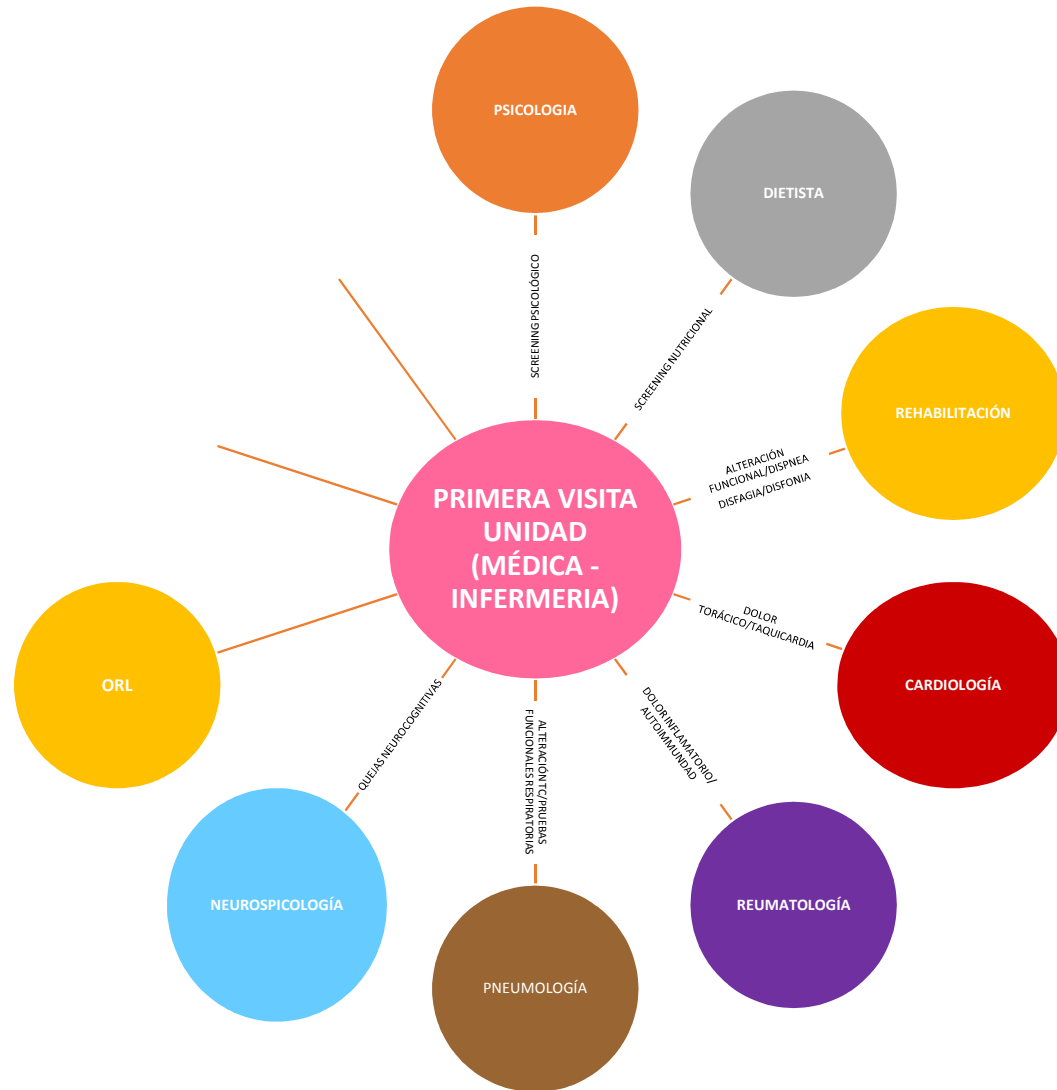 PSICOLOGIA
DIETISTA
SCREENING PSICOLÓGICO
SCREENING NUTRICIONAL
REHABILITACIÓN
ALTERACIÓN
FUNCIONAL/DISPNEA
DISFAGIA/DISFONIA
PRIMERA VISITA
UNIDAD
(MÉDICA -
INFERMERIA)
DOLOR
TORÁCICO/TAQUICARDIA
CARDIOLOGÍA
ORL
DOLOR INFLAMATORIO/
AUTOIMMUNDAD
QUEJAS NEUROCOGNITIVAS
ALTERACIÓN TC/PRUEBAS
FUNCIONALES RESPIRATORIAS
NEUROSPICOLOGÍA
REUMATOLOGÍA
PNEUMOLOGÍA